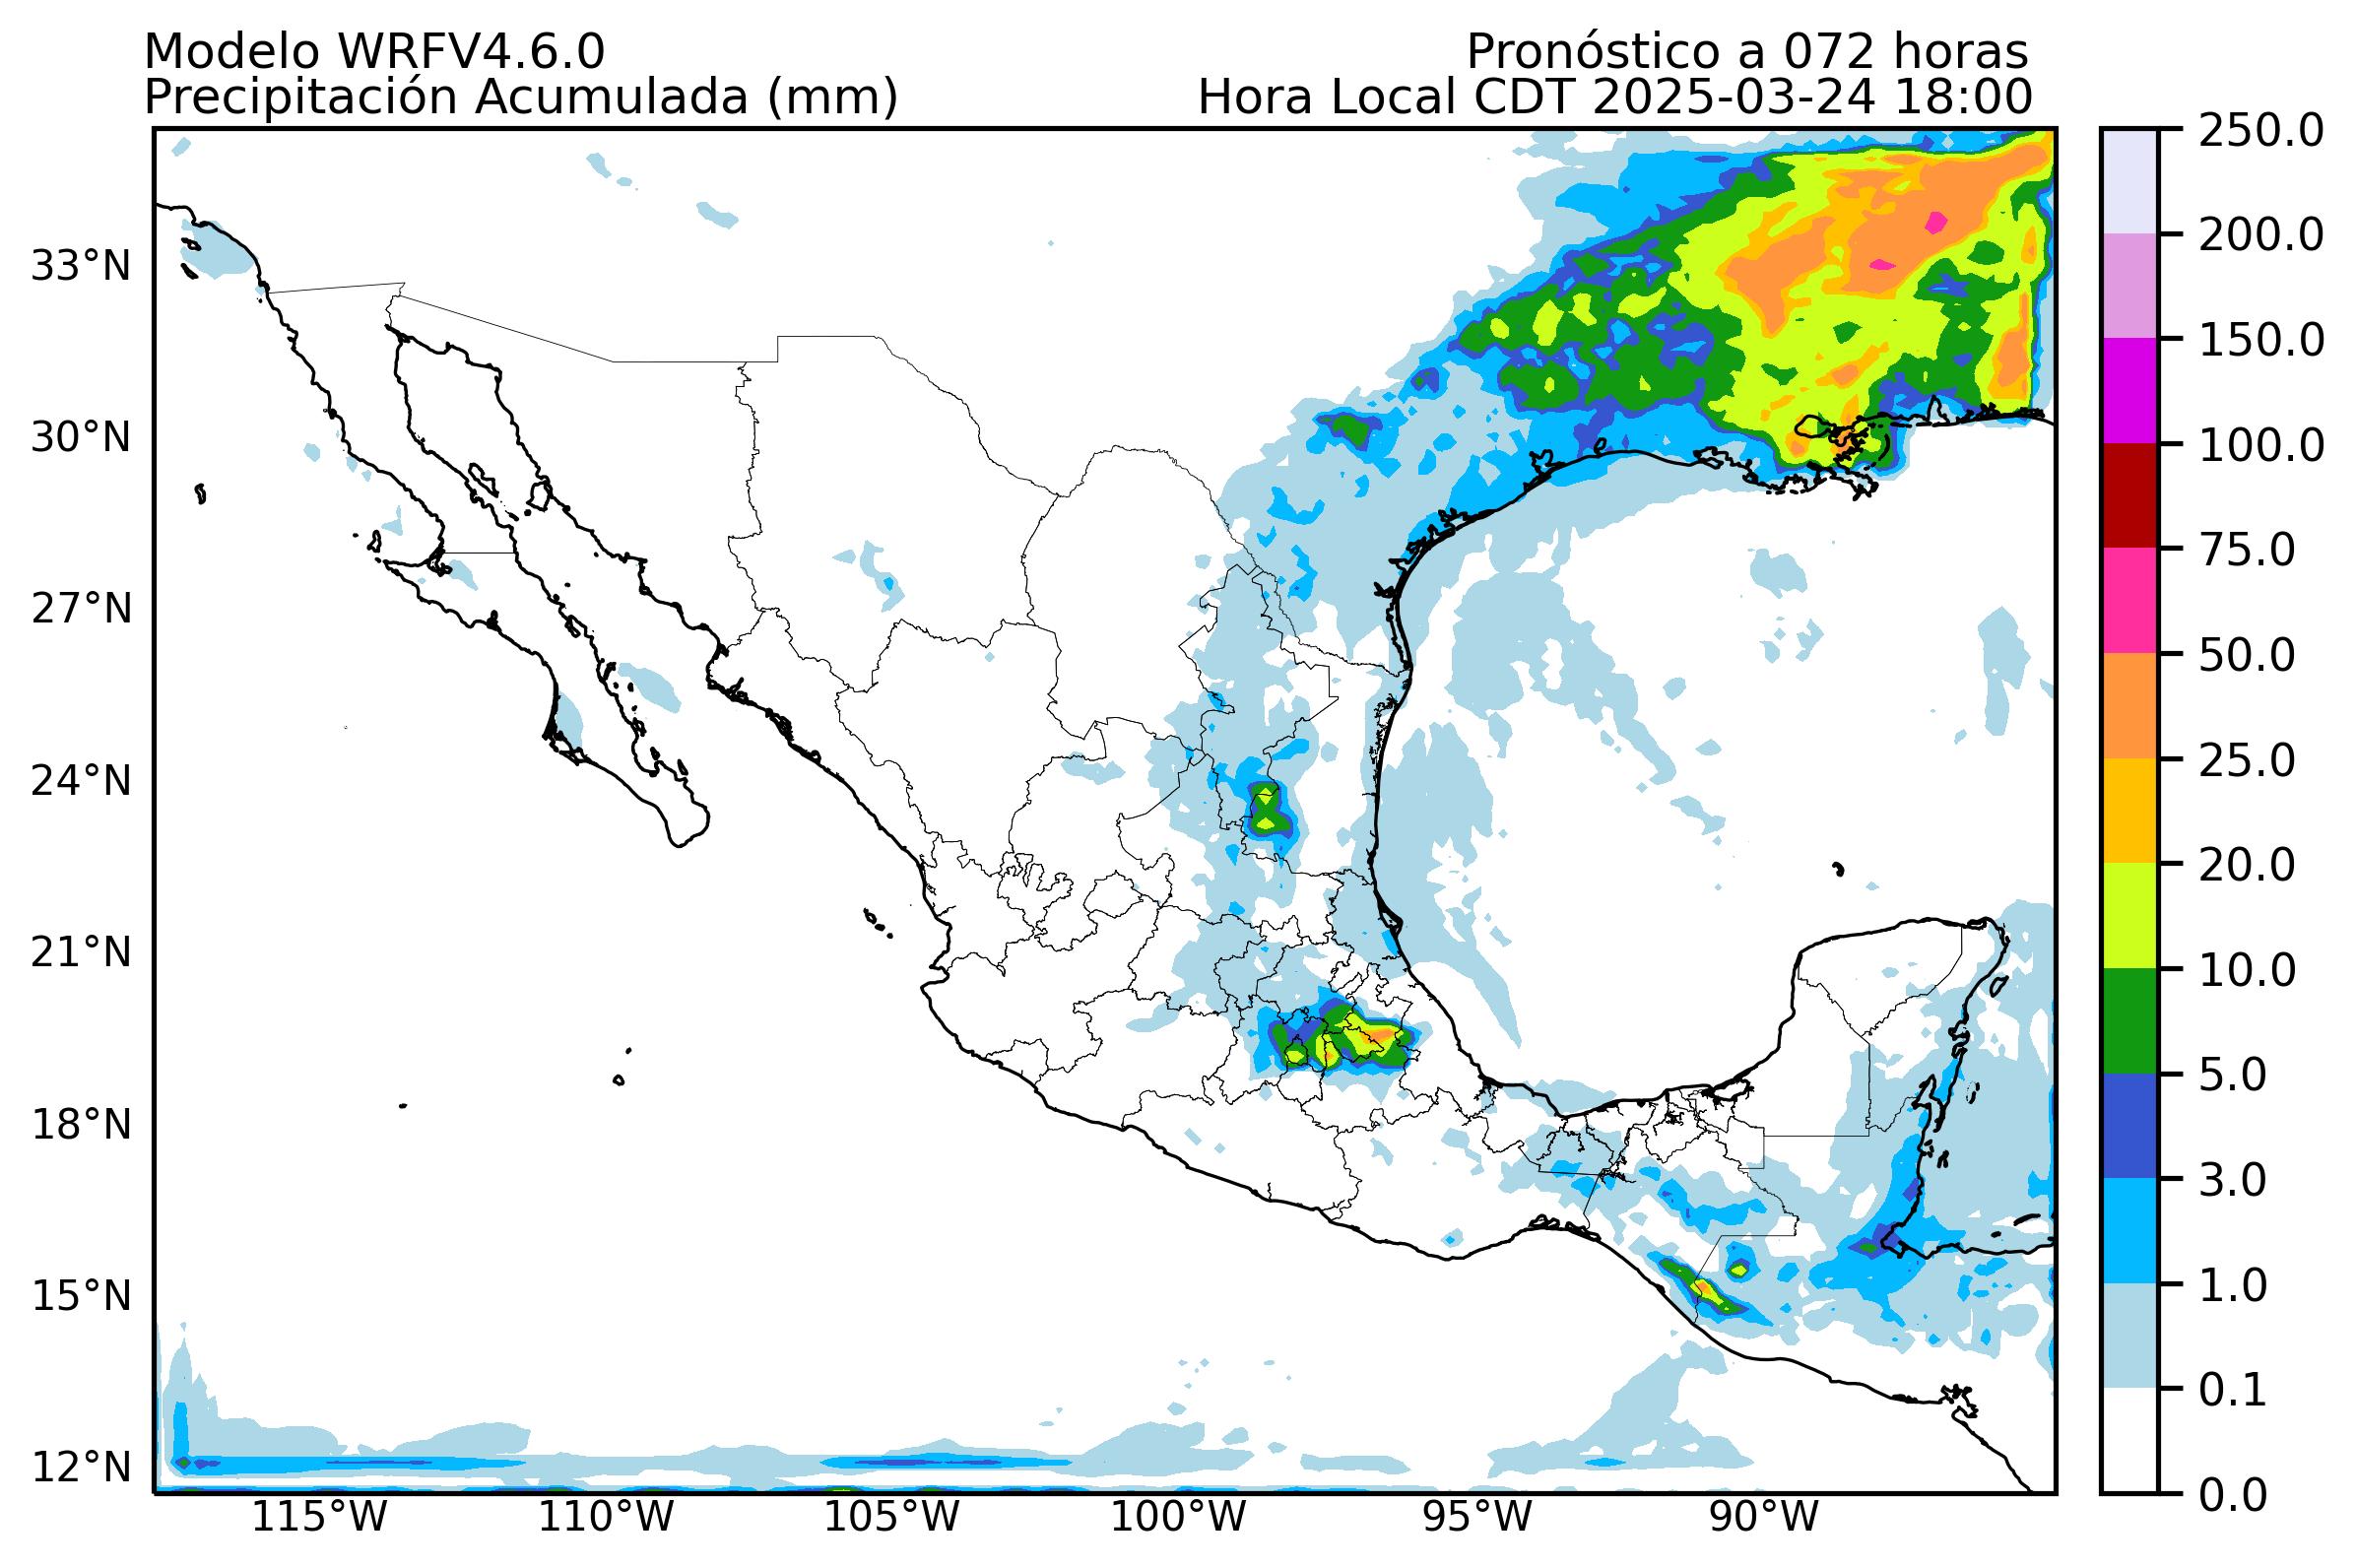 Modelo WRFV4.6.0
Pronóstico a 072 horas
Precipitación Acumulada (mm)
Hora Local CDT 2025-03-24 18:00
250.0
200.0
150.0
100.0
75.0
50.0
25.0
20.0
10.0
5.0
3.0
1.0
0.1
0.0
33°N
30°N
27°N
24°N
21°N
18°N
15°N
12°N
115°W
110°W
105°W
100°W
95°W
90°W